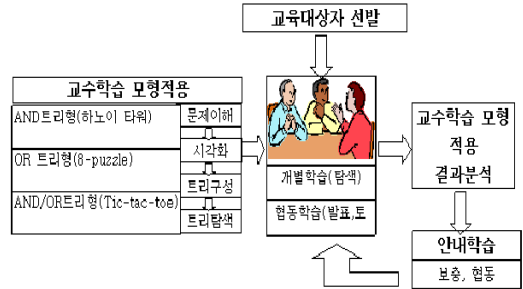 교육대상자 선발
교수학습 모형적용
AND트리형(하노이 타워)
문제이해
시각화
OR 트리형(8-puzzle)
트리구성
AND/OR트리형(Tic-tac-toe)
트리탐색
개별학습(탐색)
협동학습(발표,토
교수학습 모형
적용
결과분석
안내학습
보충, 협동